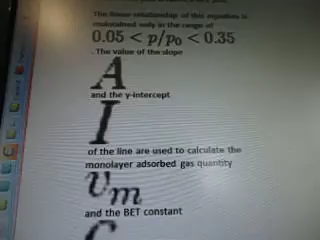 The linear relationship of this equation is
maintained only in the range of
0.05 < p/p₀ < 0.35
. The value of the slope
A
and the y-intercept
I
of the line are used to calculate the
monolayer adsorbed gas quantity
v_m
and the BET constant